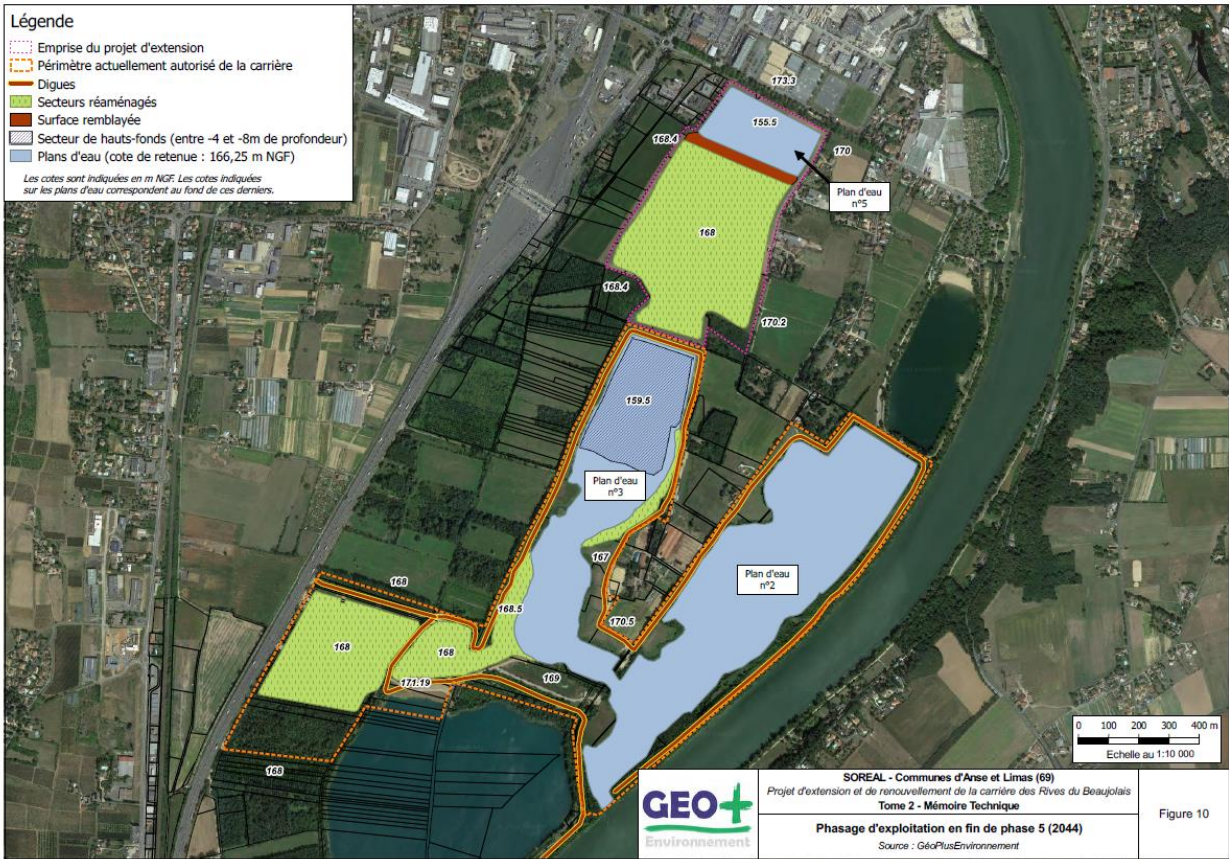 Légende
Emprise du projet d'extension
Périmètre actuellement autorisé de la carrière
Digues
Secteurs réaménagés
Surface remblayée
Secteur de hauts-fonds (entre -4 et -8m de profondeur)
Plans d'eau (cote de retenue : 166,25 m NGF)
Les cotes sont indiquées en m NGF. Les cotes indiquées
sur les plans d'eau correspondent au fond de ces derniers.
173.3
155.5
168.4
170
Plan d'eau
n°5
168
168.4
170.2
159.5
Plan d'eau
n°3
167
Plan d'eau
n°2
168
168.5
170.5
168
168
169
171.19
168
0 100 200 300 400 m
Echelle au 1:10 000
GEO+
Environnement
SOREAL - Communes d'Anse et Limas (69)
Projet d'extension et de renouvellement de la carrière des Rives du Beaujolais
Tome 2 - Mémoire Technique
Phasage d'exploitation en fin de phase 5 (2044)
Source : GéoPlusEnvironnement
Figure 10